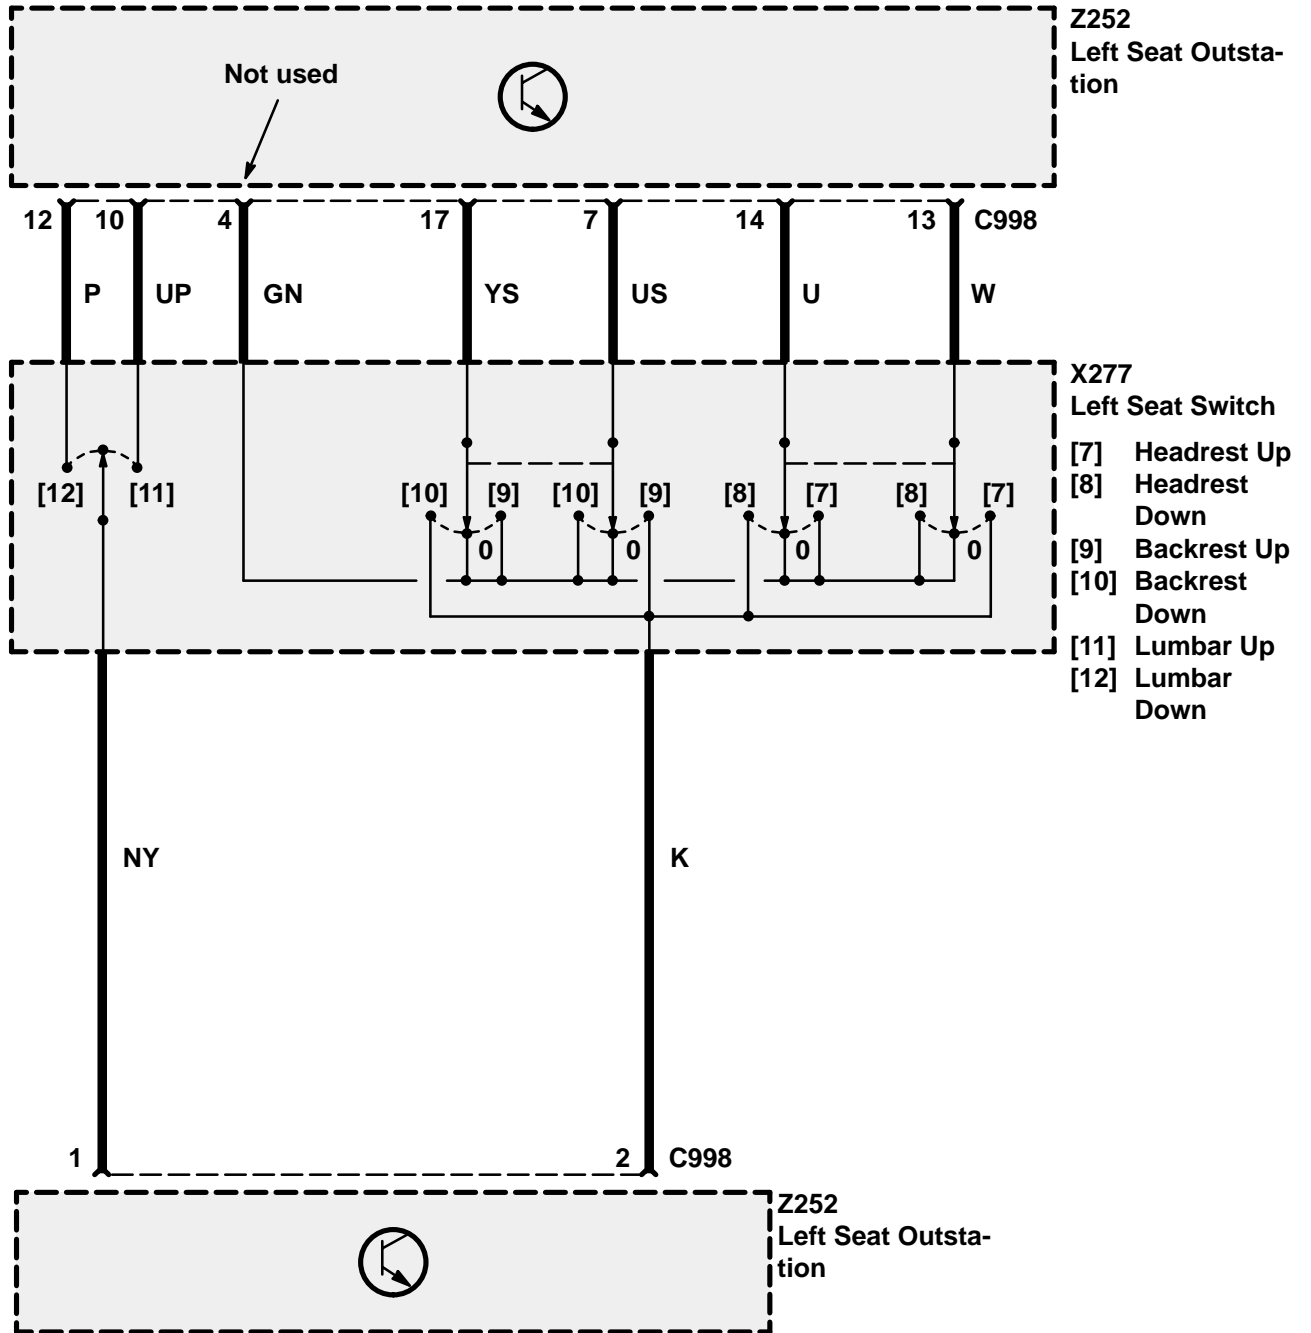 Z252
Left Seat Outsta-
tion
Not used
12 10 4 17 7 14 13 C998
P UP GN YS US U W
X277
Left Seat Switch
[7] Headrest Up
[8] Headrest
Down
[9] Backrest Up
[10] Backrest
Down
[11] Lumbar Up
[12] Lumbar
Down
[12] [11] [10] [9] [10] [9] [8] [7] [8] [7]
0 0 0 0
NY K
1 2 C998
Z252
Left Seat Outsta-
tion